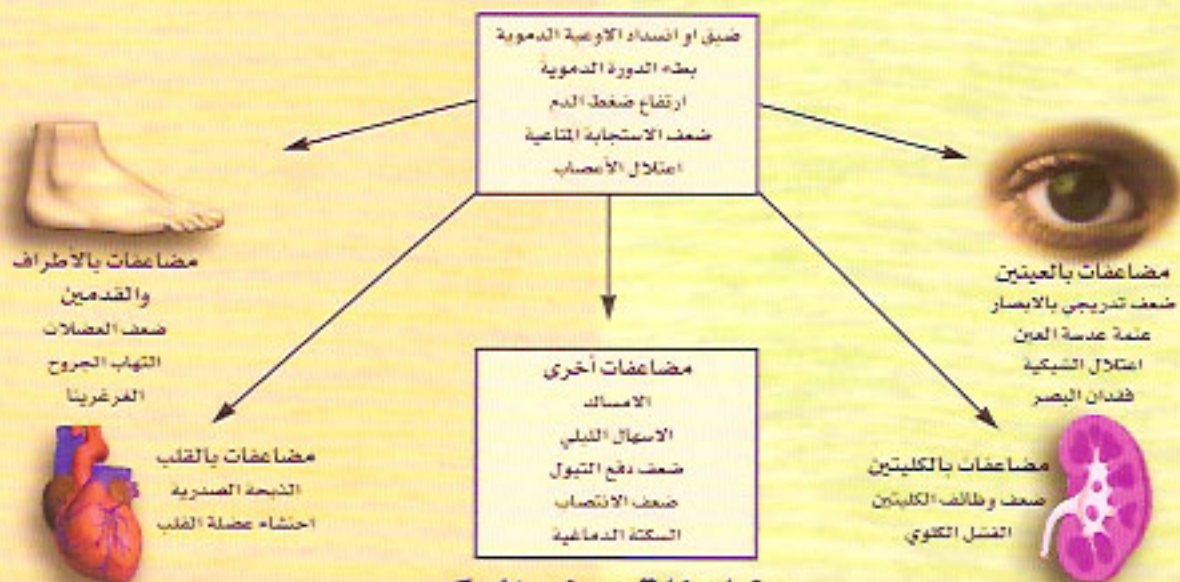 ضيق او انسداد الاوعية الدموية
بطء الدورة الدموية
ارتفاع ضغط الدم
ضعف الاستجابة المناعية
اعتلال الأعصاب
مضاعفات بالعينين
ضعف تدريجي بالابصار
عتمة عدسة العين
اعتلال الشبكية
فقدان البصر
مضاعفات بالأطراف
والقدمين
ضعف العضلات
التهاب الجروح
الغرغرينا
مضاعفات أخرى
الامساك
الاسهال الليلي
ضعف دفع التبول
ضعف الانتصاب
السكتة الدماغية
مضاعفات بالكليتين
ضعف وظائف الكليتين
الفشل الكلوي
مضاعفات بالقلب
الذبحة الصدرية
احتشاء عضلة القلب